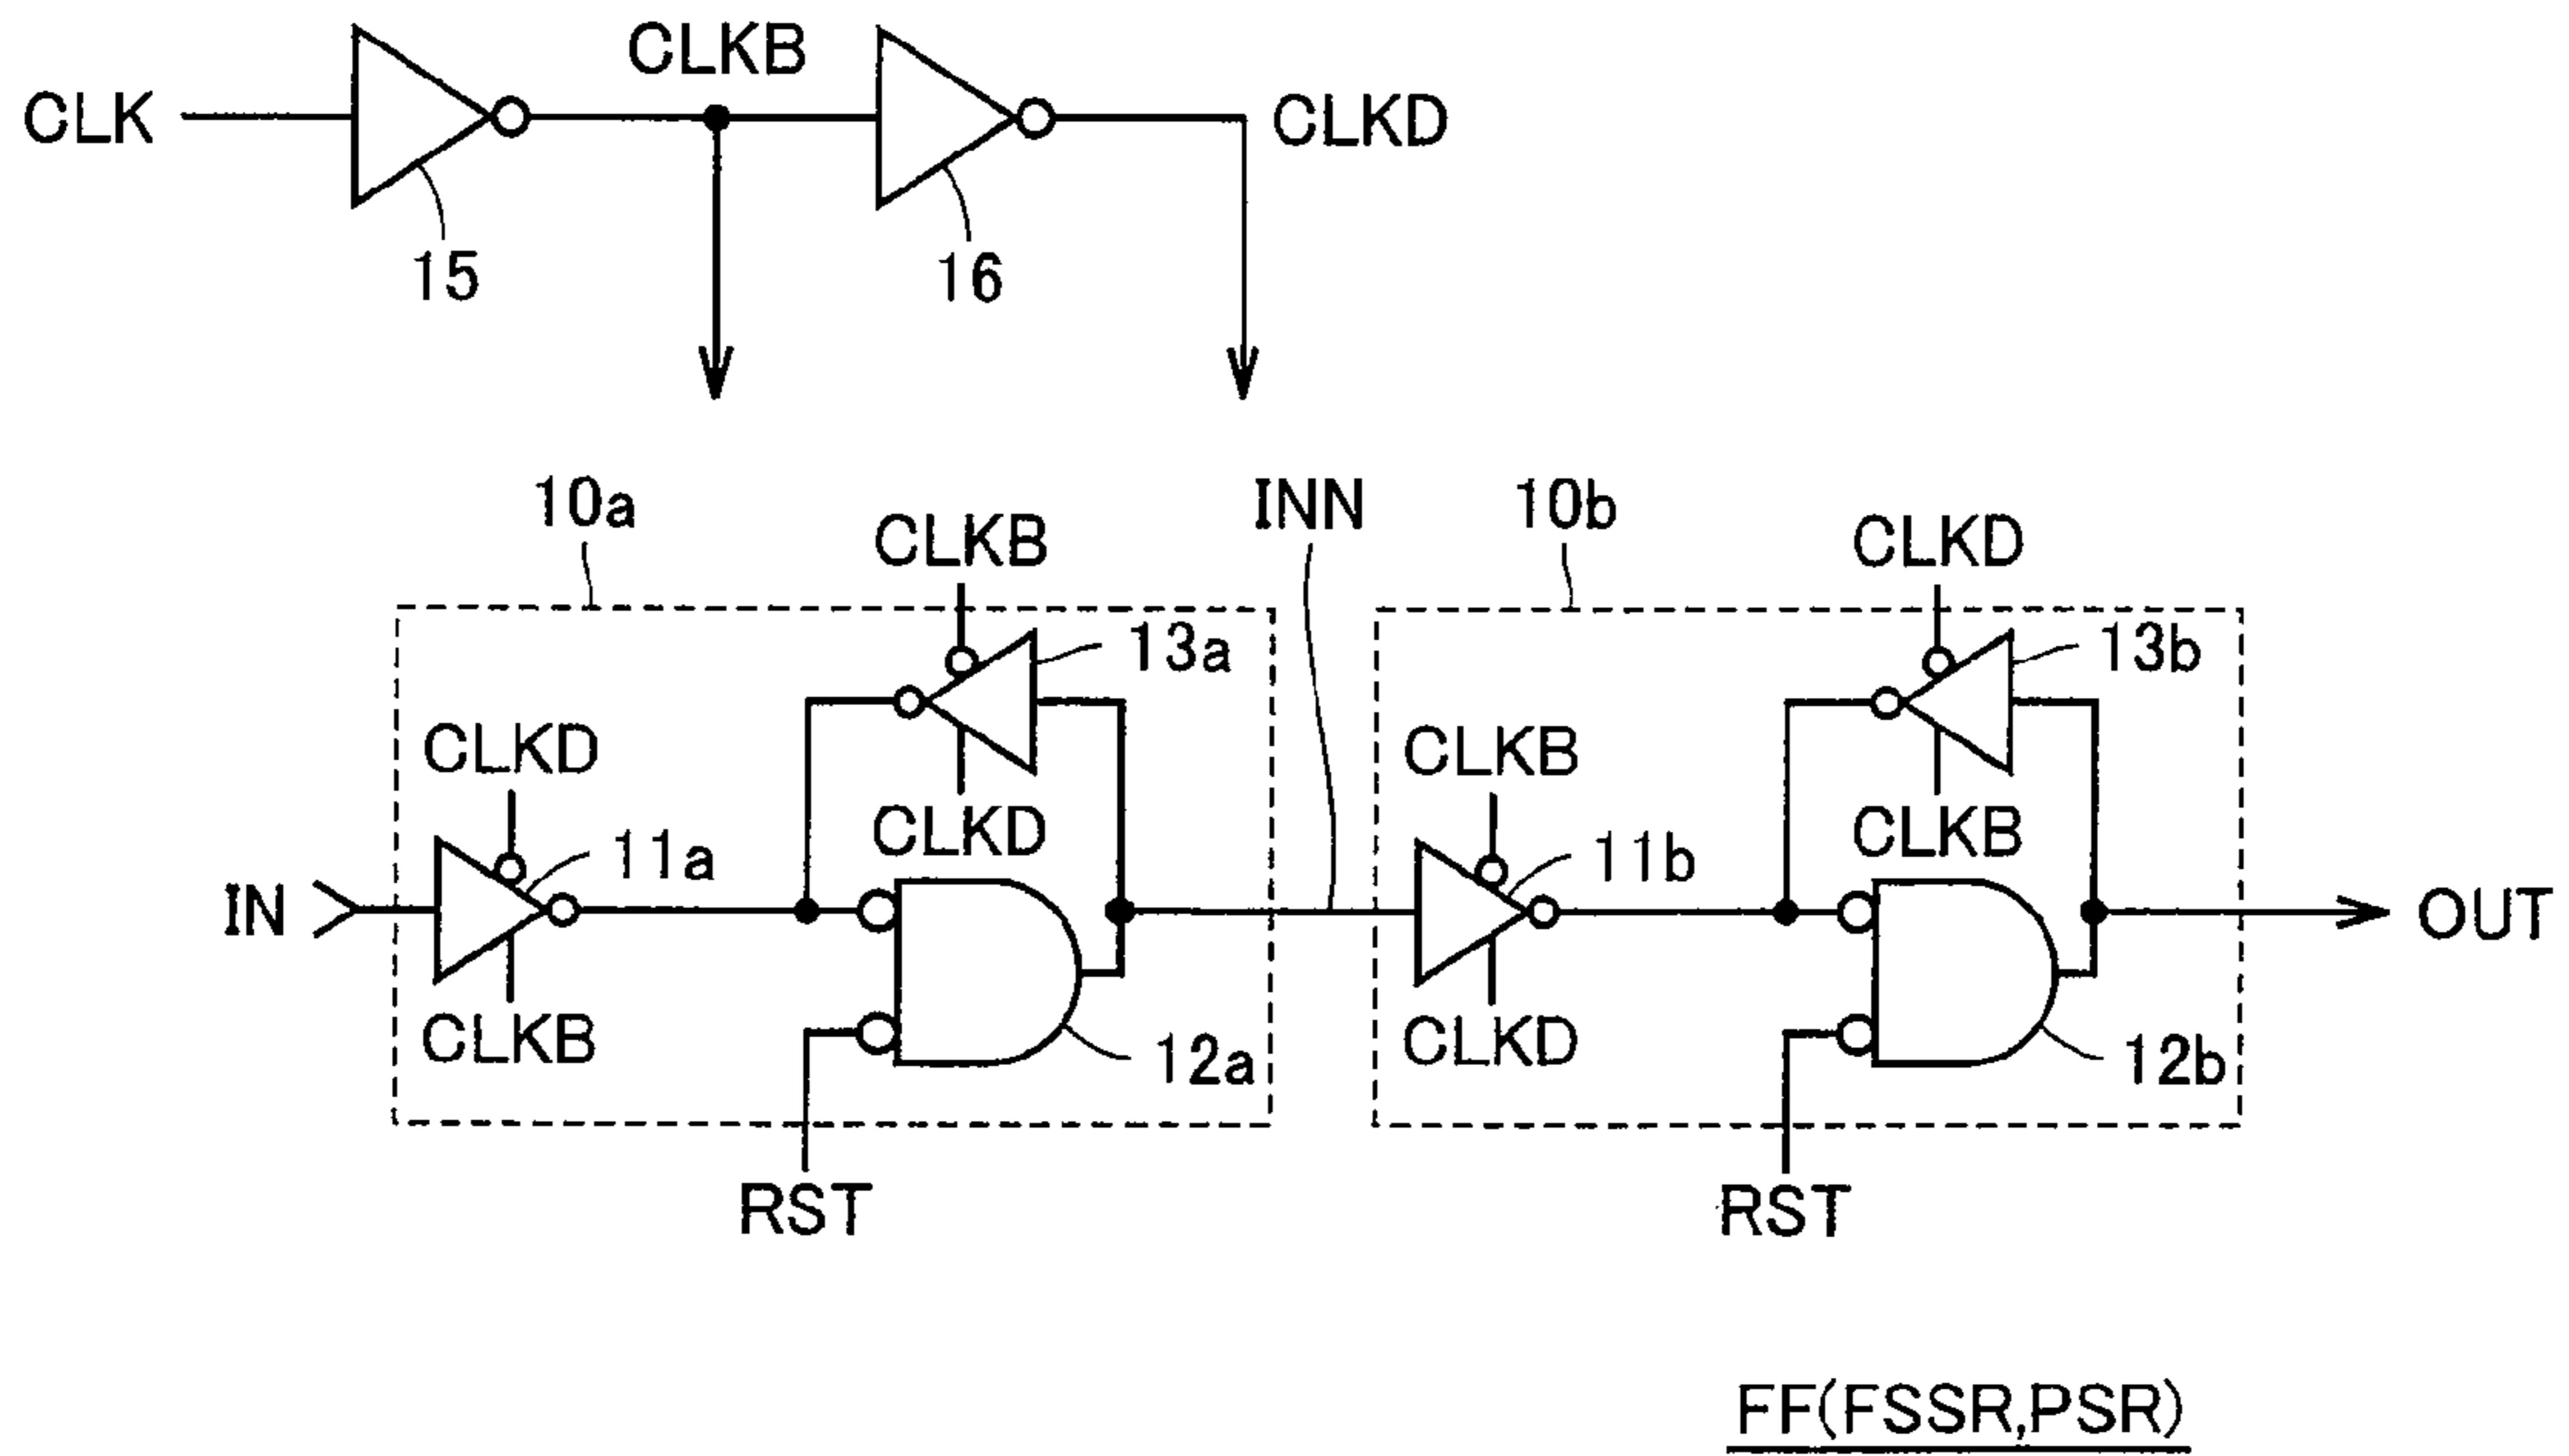 CLK
CLKB
CLKD
15
16
10a
CLKB
INN
10b
CLKD
13a
13b
CLKD
CLKB
11a
CLKD
11b
CLKB
IN
OUT
CLKB
CLKD
12a
12b
RST
RST
FF(FSSR,PSR)